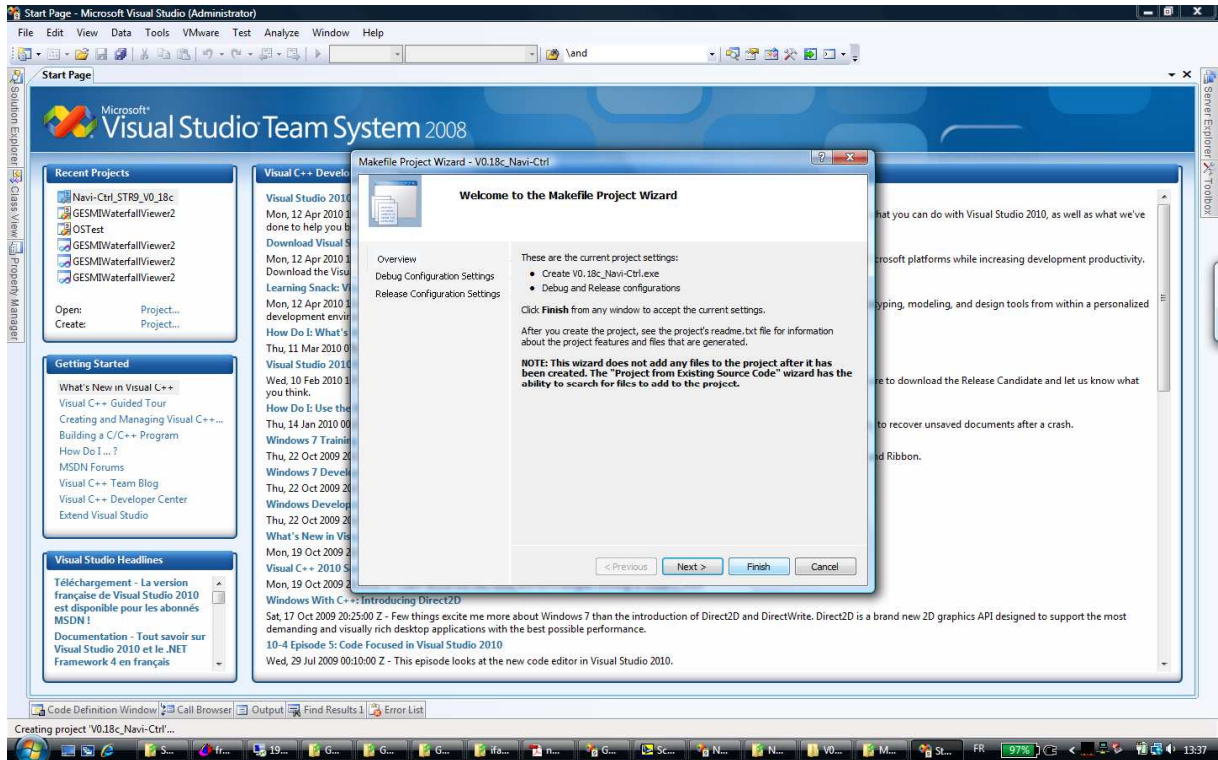 Start Page - Microsoft Visual Studio (Administrator)
File Edit View Data Tools VMware Test Analyze Window Help
\and
Start Page
Solution Explorer
Class View
Property Manager
Server Explorer
Toolbox
Microsoft
Visual Studio Team System 2008
Recent Projects
Navi-Ctrl_STR9_V0_18c
GESMIWaterfallViewer2
OSTest
GESMIWaterfallViewer2
GESMIWaterfallViewer2
GESMIWaterfallViewer2
Open: Project...
Create: Project...
Getting Started
What's New in Visual C++
Visual C++ Guided Tour
Creating and Managing Visual C++...
Building a C/C++ Program
How Do I ... ?
MSDN Forums
Visual C++ Team Blog
Visual C++ Developer Center
Extend Visual Studio
Visual Studio Headlines
Téléchargement - La version
française de Visual Studio 2010
est disponible pour les abonnés
MSDN !
Documentation - Tout savoir sur
Visual Studio 2010 et le .NET
Framework 4 en français
Visual C++ Develo
Visual Studio 2010
Mon, 12 Apr 2010 1 hat you can do with Visual Studio 2010, as well as what we've
done to help you b
Download Visual S
Mon, 12 Apr 2010 1 crosoft platforms while increasing development productivity.
Download the Visu
Learning Snack: Vi
Mon, 12 Apr 2010 1 typing, modeling, and design tools from within a personalized
development envir
How Do I: What's
Thu, 11 Mar 2010 0
Visual Studio 2010
Wed, 10 Feb 2010 1 re to download the Release Candidate and let us know what
you think.
How Do I: Use the
Thu, 14 Jan 2010 00 to recover unsaved documents after a crash.
Windows 7 Trainin
Thu, 22 Oct 2009 20 nd Ribbon.
Windows 7 Devel
Thu, 22 Oct 2009 20
Windows Develop
Thu, 22 Oct 2009 20
What's New in Vis
Mon, 19 Oct 2009 2
Visual C++ 2010 S
Mon, 19 Oct 2009 2
Windows With C++: Introducing Direct2D
Sat, 17 Oct 2009 20:25:00 Z - Few things excite me more about Windows 7 than the introduction of Direct2D and DirectWrite. Direct2D is a brand new 2D graphics API designed to support the most
demanding and visually rich desktop applications with the best possible performance.
10-4 Episode 5: Code Focused in Visual Studio 2010
Wed, 29 Jul 2009 00:10:00 Z - This episode looks at the new code editor in Visual Studio 2010.
Makefile Project Wizard - V0.18c_Navi-Ctrl
Welcome to the Makefile Project Wizard
Overview
Debug Configuration Settings
Release Configuration Settings
These are the current project settings:
• Create V0.18c_Navi-Ctrl.exe
• Debug and Release configurations
Click Finish from any window to accept the current settings.
After you create the project, see the project's readme.txt file for information
about the project features and files that are generated.
NOTE: This wizard does not add any files to the project after it has
been created. The "Project from Existing Source Code" wizard has the
ability to search for files to add to the project.
< Previous Next > Finish Cancel
Code Definition Window Call Browser Output Find Results 1 Error List
Creating project 'V0.18c_Navi-Ctrl'...
S... fr... 19... G... G... G... ifa... n... G... Sc... N... N... V0... M... St... FR 97% 13:37